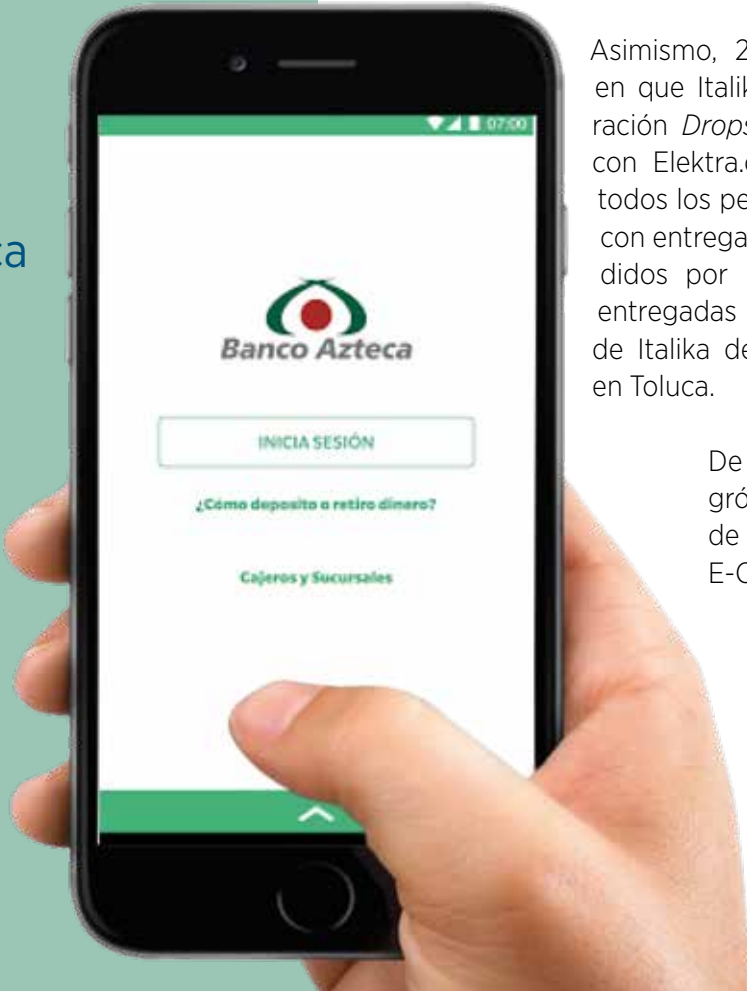 ca
07:00
Banco Azteca
INICIA SESIÓN
¿Cómo deposito o retiro dinero?
Cajeros y Sucursales
Asimismo, 2
en que Italik
ración Drops
con Elektra.
todos los pe
con entrega
didos por
entregadas
de Italika de
en Toluca.
De
gró
de
E-C